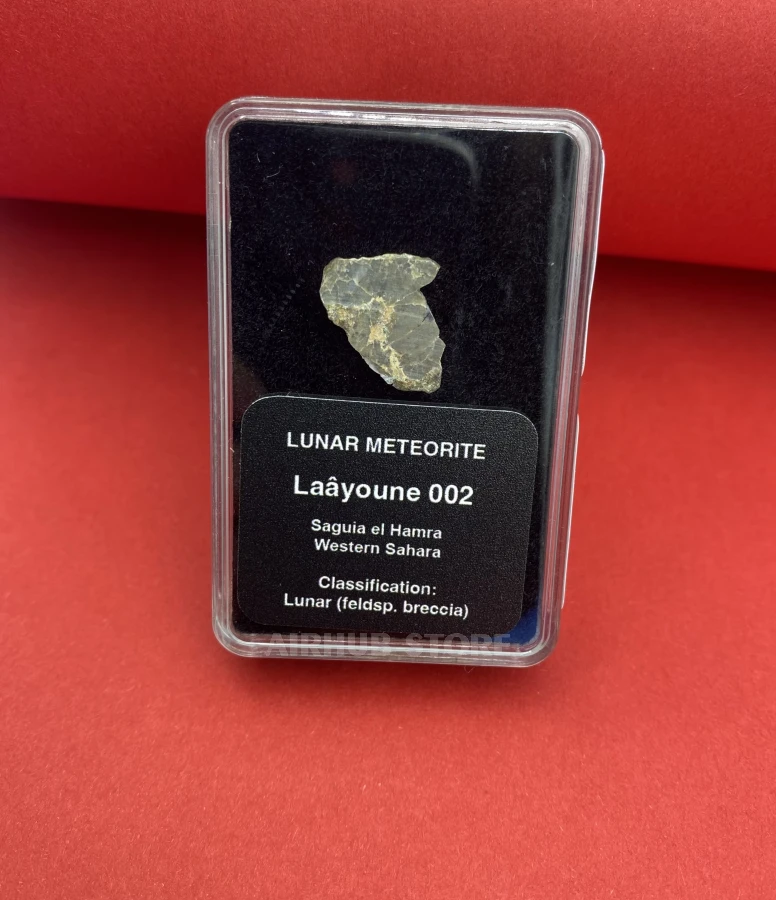 LUNAR METEORITE
Laâyoune 002
Saguia el Hamra
Western Sahara
Classification:
Lunar (feldsp. breccia)
AIRHUB STORE